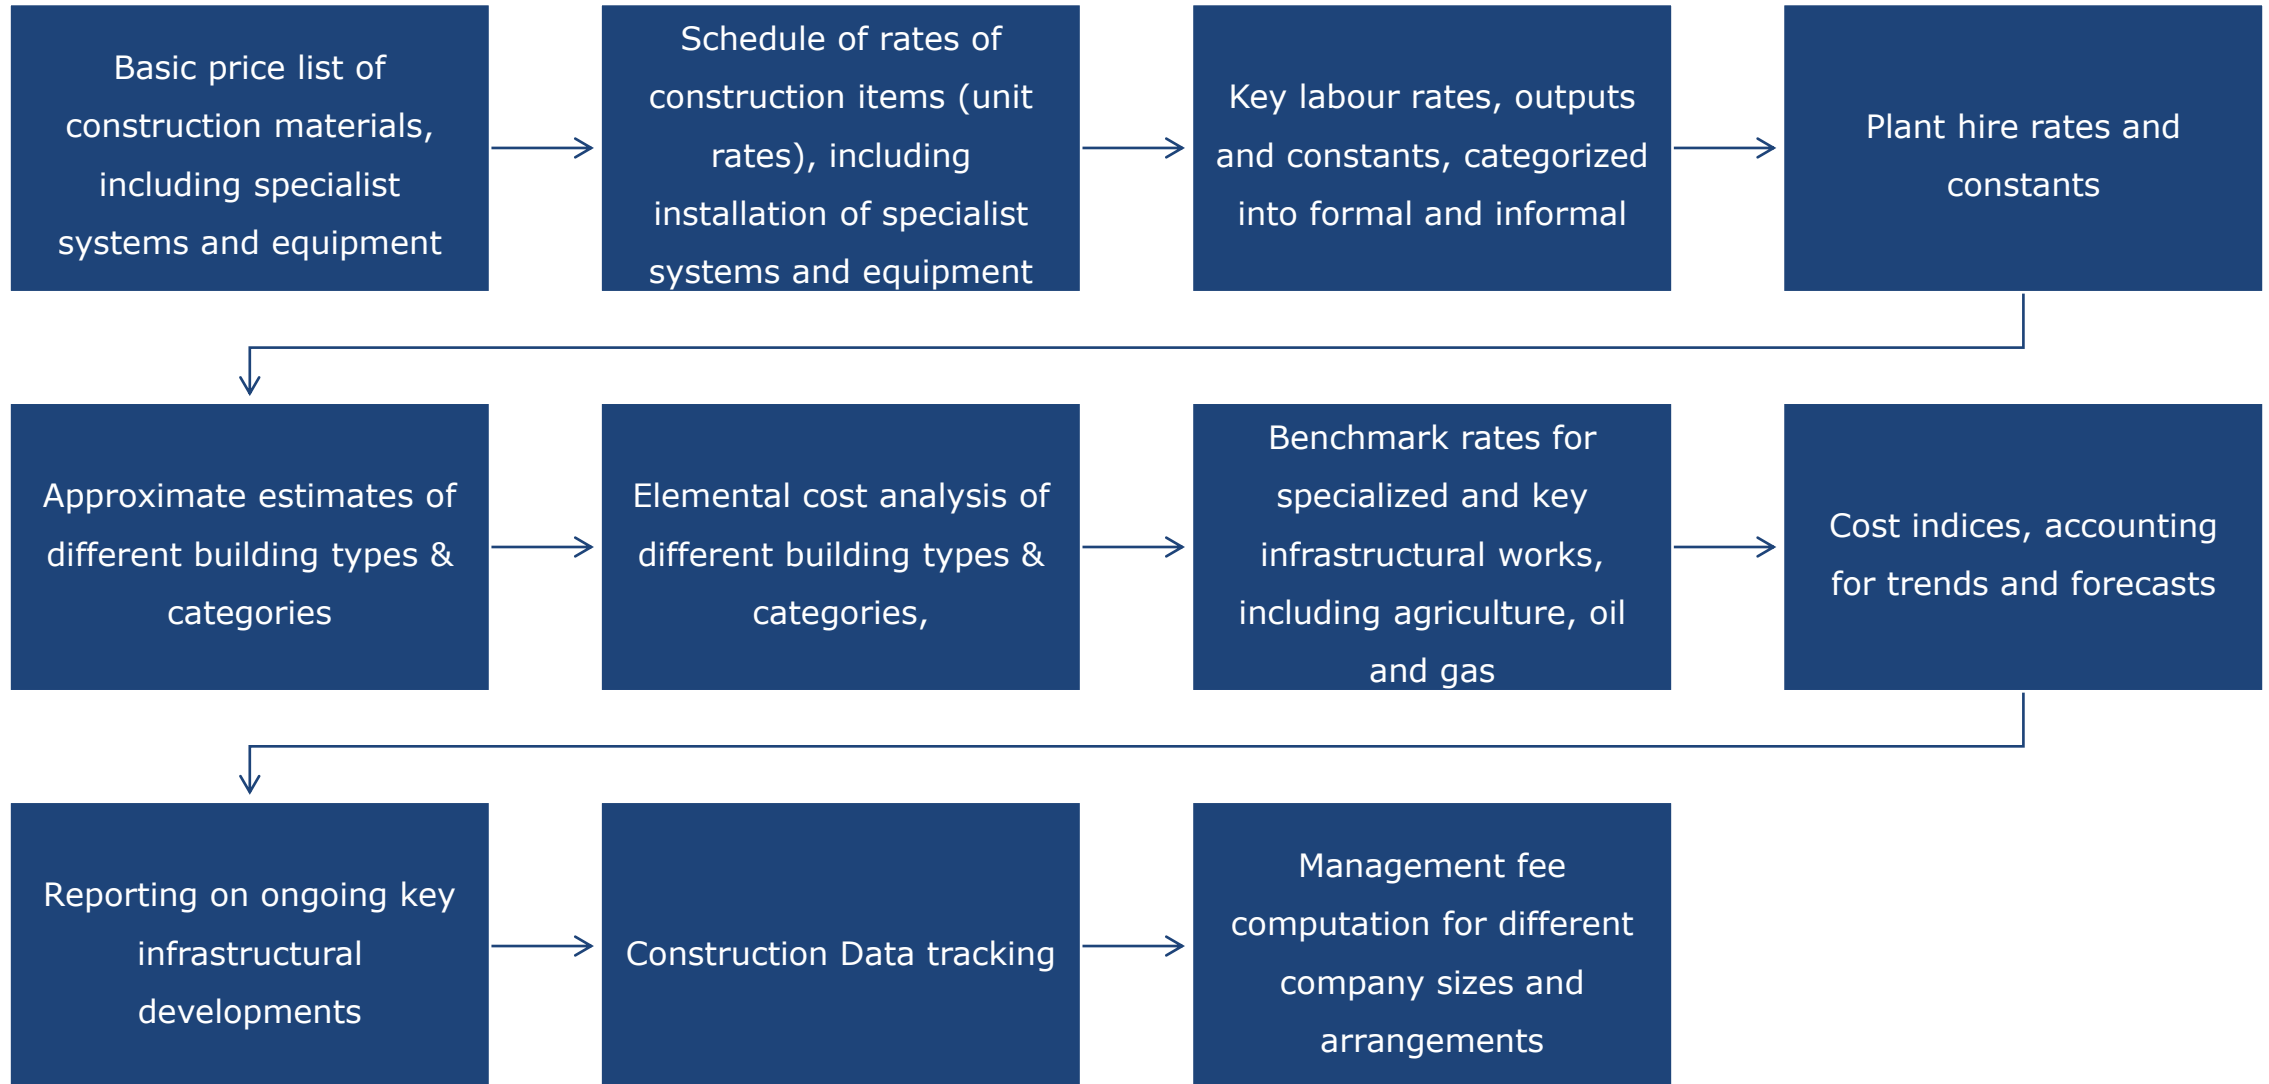 Basic price list of
construction materials,
including specialist
systems and equipment
Schedule of rates of
construction items (unit
rates), including
installation of specialist
systems and equipment
Key labour rates, outputs
and constants, categorized
into formal and informal
Plant hire rates and
constants
Approximate estimates of
different building types &
categories
Elemental cost analysis of
different building types &
categories,
Benchmark rates for
specialized and key
infrastructural works,
including agriculture, oil
and gas
Cost indices, accounting
for trends and forecasts
Reporting on ongoing key
infrastructural
developments
Construction Data tracking
Management fee
computation for different
company sizes and
arrangements